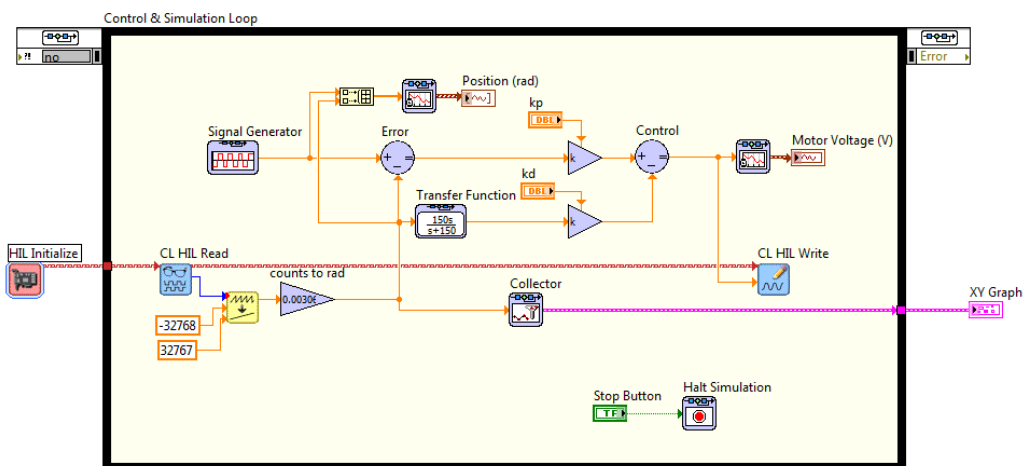 Control & Simulation Loop
?! no
Error
Position (rad)
kp
DBL
Signal Generator
Error
Control
Motor Voltage (V)
k
kd
DBL
Transfer Function
150s
s+150
k
HIL Initialize
CL HIL Read
CL HIL Write
counts to rad
0.00306
Collector
XY Graph
-32768
32767
Stop Button
TF
Halt Simulation